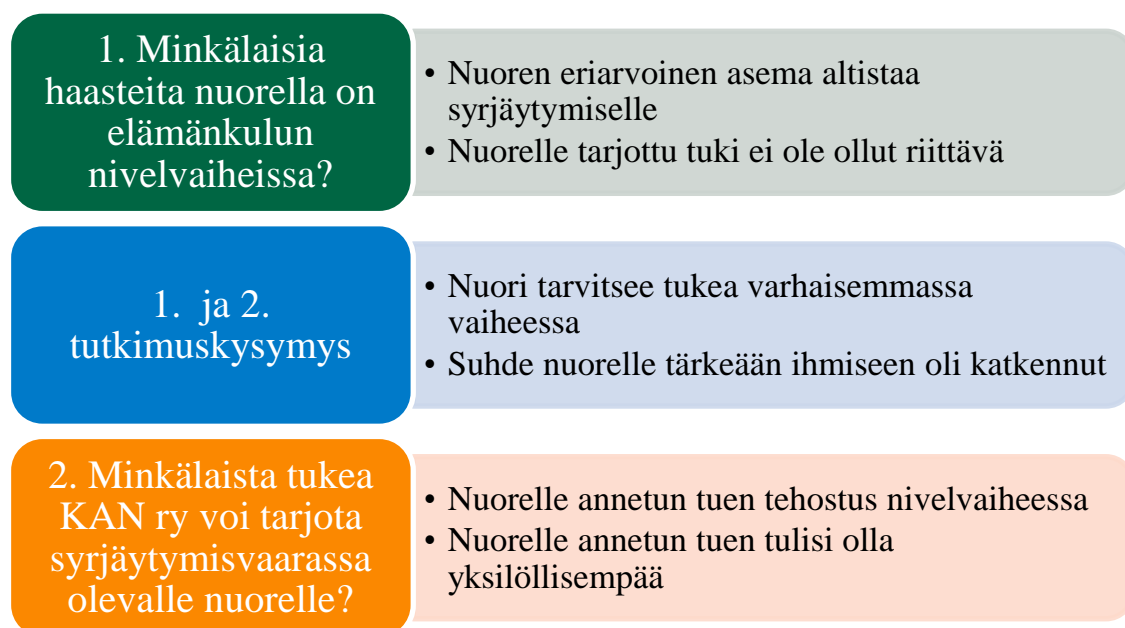 1. Minkälaisia
haasteita nuorella on
elämänkulun
nivelvaiheissa?
• Nuoren eriarvoinen asema altistaa
syrjäytymiselle
• Nuorelle tarjottu tuki ei ole ollut riittävä
1. ja 2.
tutkimuskysymys
• Nuori tarvitsee tukea varhaisemmassa
vaiheessa
• Suhde nuorelle tärkeään ihmiseen oli katkennut
2. Minkälaista tukea
KAN ry voi tarjota
syrjäytymisvaarassa
olevalle nuorelle?
• Nuorelle annetun tuen tehostus nivelvaiheessa
• Nuorelle annetun tuen tulisi olla
yksilöllisempää